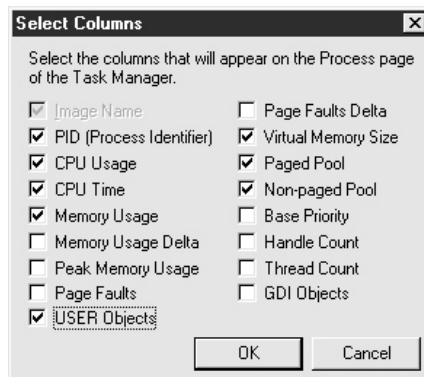 Select Columns
Select the columns that will appear on the Process page
of the Task Manager.
Image Name
PID (Process Identifier)
CPU Usage
CPU Time
Memory Usage
Memory Usage Delta
Peak Memory Usage
Page Faults
USER Objects
Page Faults Delta
Virtual Memory Size
Paged Pool
Non-paged Pool
Base Priority
Handle Count
Thread Count
GDI Objects
OK
Cancel